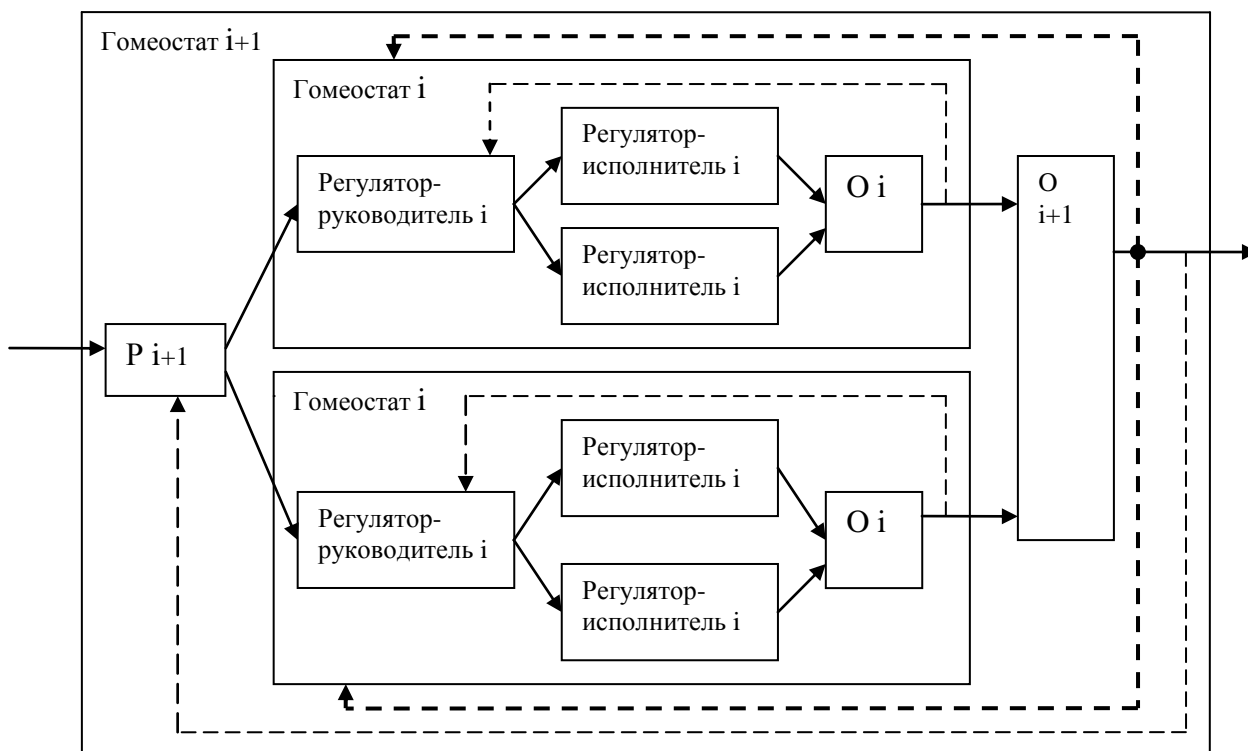 Гомеостат i+1
Гомеостат i
Регулятор-
руководитель i
Регулятор-
исполнитель i
Регулятор-
исполнитель i
О i
О
i+1
Р i+1
Гомеостат i
Регулятор-
руководитель i
Регулятор-
исполнитель i
Регулятор-
исполнитель i
О i